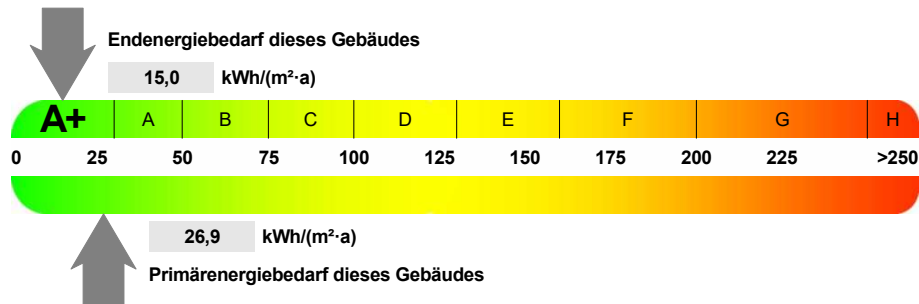 Endenergiebedarf dieses Gebäudes
15,0 kWh/(m²·a)
A+ A B C D E F G H
0 25 50 75 100 125 150 175 200 225 >250
26,9 kWh/(m²·a)
Primärenergiebedarf dieses Gebäudes